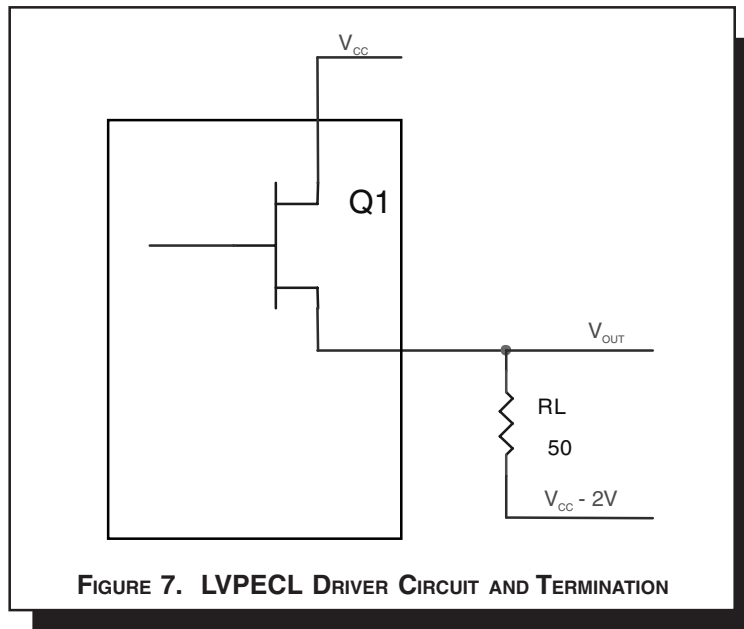 V_CC
Q1
V_OUT
RL
50
V_CC - 2V
FIGURE 7. LVPECL DRIVER CIRCUIT AND TERMINATION